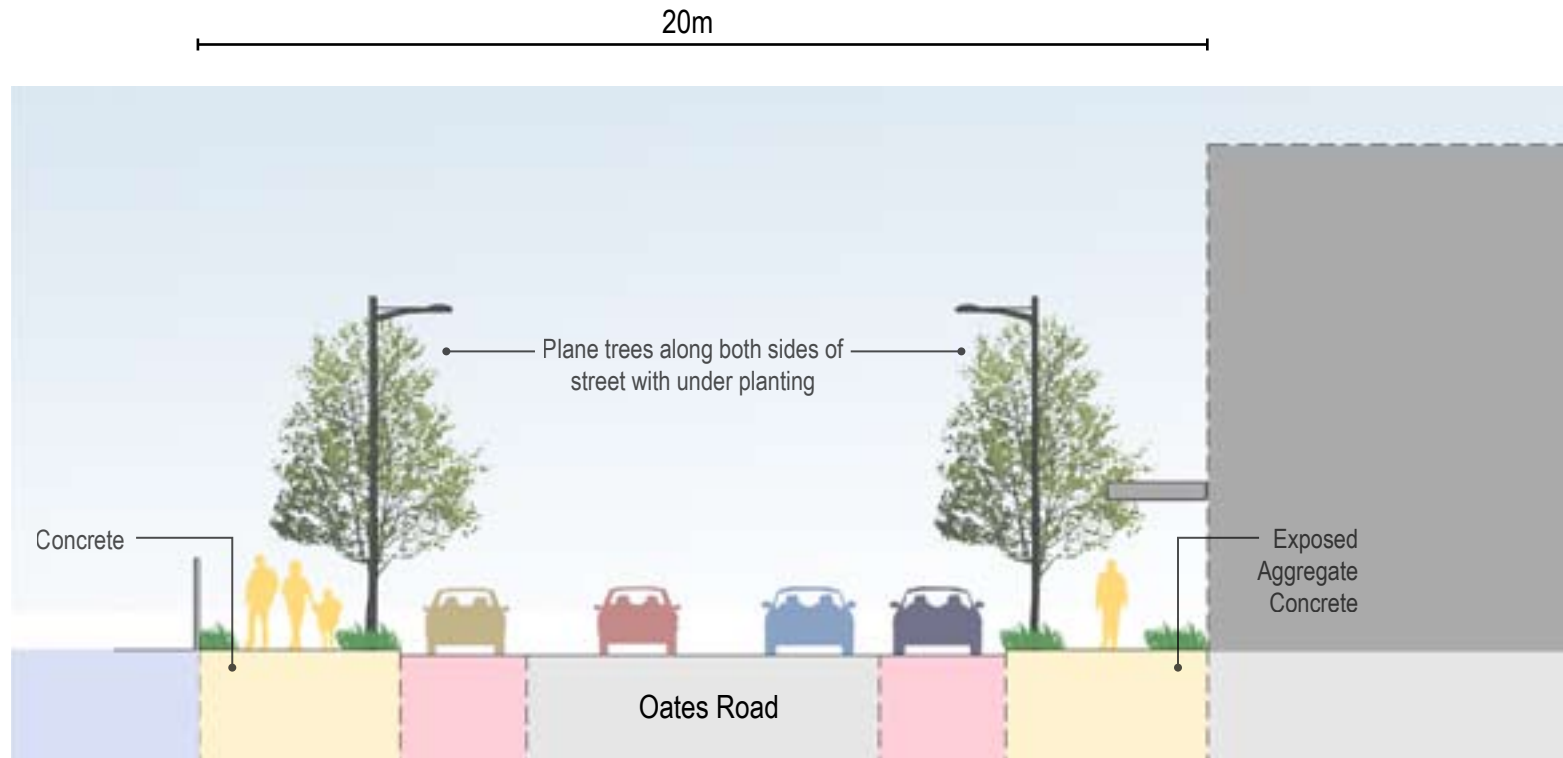 20m
Plane trees along both sides of
street with under planting
Concrete
Exposed
Aggregate
Concrete
Oates Road